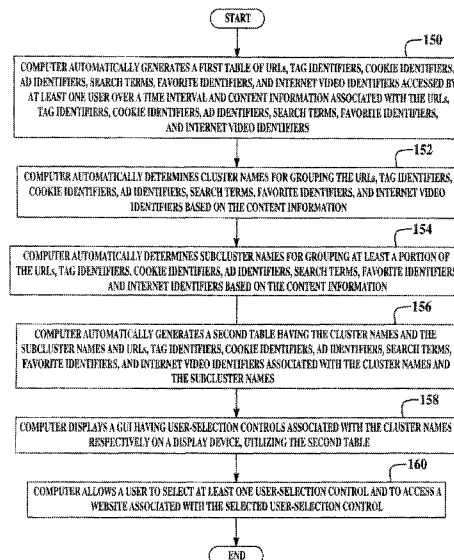 START
150
COMPUTER AUTOMATICALLY GENERATES A FIRST TABLE OF URLs, TAG IDENTIFIERS, COOKIE IDENTIFIERS,
AD IDENTIFIERS, SEARCH TERMS, FAVORITE IDENTIFIERS, AND INTERNET VIDEO IDENTIFIERS ACCESSED BY
AT LEAST ONE USER OVER A TIME INTERVAL AND CONTENT INFORMATION ASSOCIATED WITH THE URLs,
TAG IDENTIFIERS, COOKIE IDENTIFIERS, AD IDENTIFIERS, SEARCH TERMS, FAVORITE IDENTIFIERS,
AND INTERNET VIDEO IDENTIFIERS
152
COMPUTER AUTOMATICALLY DETERMINES CLUSTER NAMES FOR GROUPING THE URLs, TAG IDENTIFIERS,
COOKIE IDENTIFIERS, AD IDENTIFIERS, SEARCH TERMS, FAVORITE IDENTIFIERS, AND INTERNET VIDEO
IDENTIFIERS BASED ON THE CONTENT INFORMATION
154
COMPUTER AUTOMATICALLY DETERMINES SUBCLUSTER NAMES FOR GROUPING AT LEAST A PORTION OF
THE URLs, TAG IDENTIFIERS, COOKIE IDENTIFIERS, AD IDENTIFIERS, SEARCH TERMS, FAVORITE IDENTIFIERS
AND INTERNET IDENTIFIERS BASED ON THE CONTENT INFORMATION
156
COMPUTER AUTOMATICALLY GENERATES A SECOND TABLE HAVING THE CLUSTER NAMES AND THE
SUBCLUSTER NAMES AND URLs, TAG IDENTIFIERS, COOKIE IDENTIFIERS, AD IDENTIFIERS, SEARCH TERMS,
FAVORITE IDENTIFIERS, AND INTERNET VIDEO IDENTIFIERS ASSOCIATED WITH THE CLUSTER NAMES AND
THE SUBCLUSTER NAMES
158
COMPUTER DISPLAYS A GUI HAVING USER-SELECTION CONTROLS ASSOCIATED WITH THE CLUSTER NAMES
RESPECTIVELY ON A DISPLAY DEVICE, UTILIZING THE SECOND TABLE
160
COMPUTER ALLOWS A USER TO SELECT AT LEAST ONE USER-SELECTION CONTROL AND TO ACCESS A
WEBSITE ASSOCIATED WITH THE SELECTED USER-SELECTION CONTROL
END